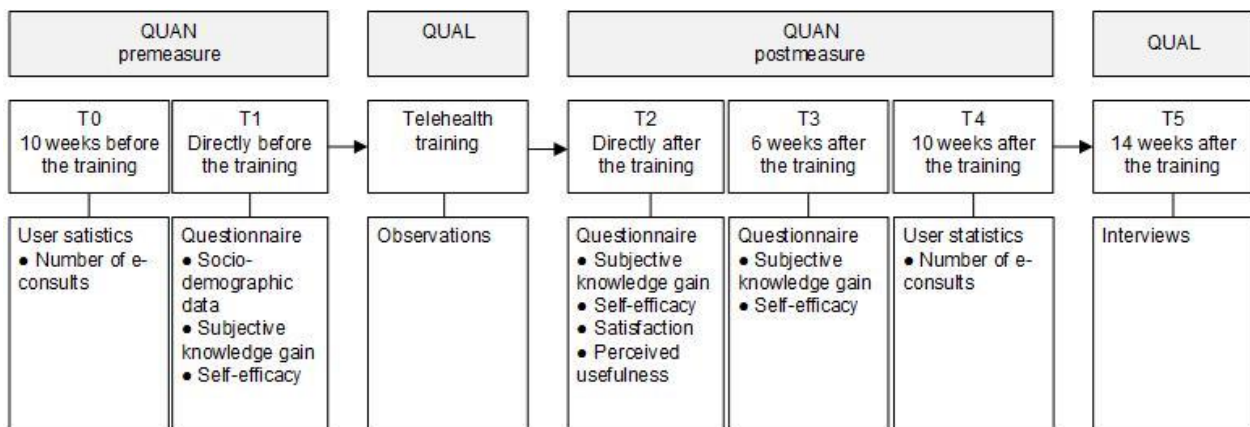 QUAN
premeasure
QUAL
QUAN
postmeasure
QUAL
T0
10 weeks before
the training
T1
Directly before
the training
Telehealth
training
T2
Directly after
the training
T3
6 weeks after
the training
T4
10 weeks after
the training
T5
14 weeks after
the training
User satistics
● Number of e-
consults
Questionnaire
● Socio-
demographic
data
● Subjective
knowledge gain
● Self-efficacy
Observations
Questionnaire
● Subjective
knowledge gain
● Self-efficacy
● Satisfaction
● Perceived
usefulness
Questionnaire
● Subjective
knowledge gain
● Self-efficacy
User statistics
● Number of e-
consults
Interviews